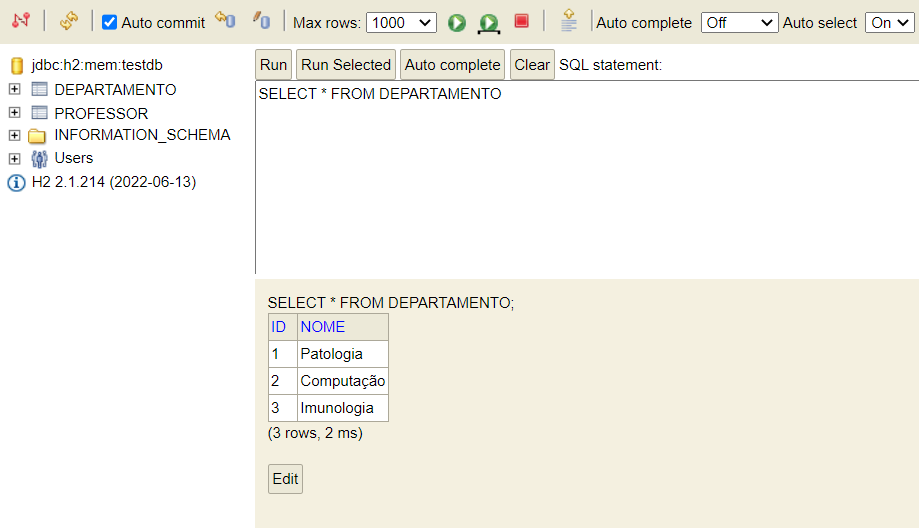 Auto commit Max rows: 1000 Auto complete Off Auto select On
jdbc:h2:mem:testdb
DEPARTAMENTO
PROFESSOR
INFORMATION_SCHEMA
Users
H2 2.1.214 (2022-06-13)
Run Run Selected Auto complete Clear SQL statement:
SELECT * FROM DEPARTAMENTO
SELECT * FROM DEPARTAMENTO;
ID NOME
1 Patologia
2 Computação
3 Imunologia
(3 rows, 2 ms)
Edit